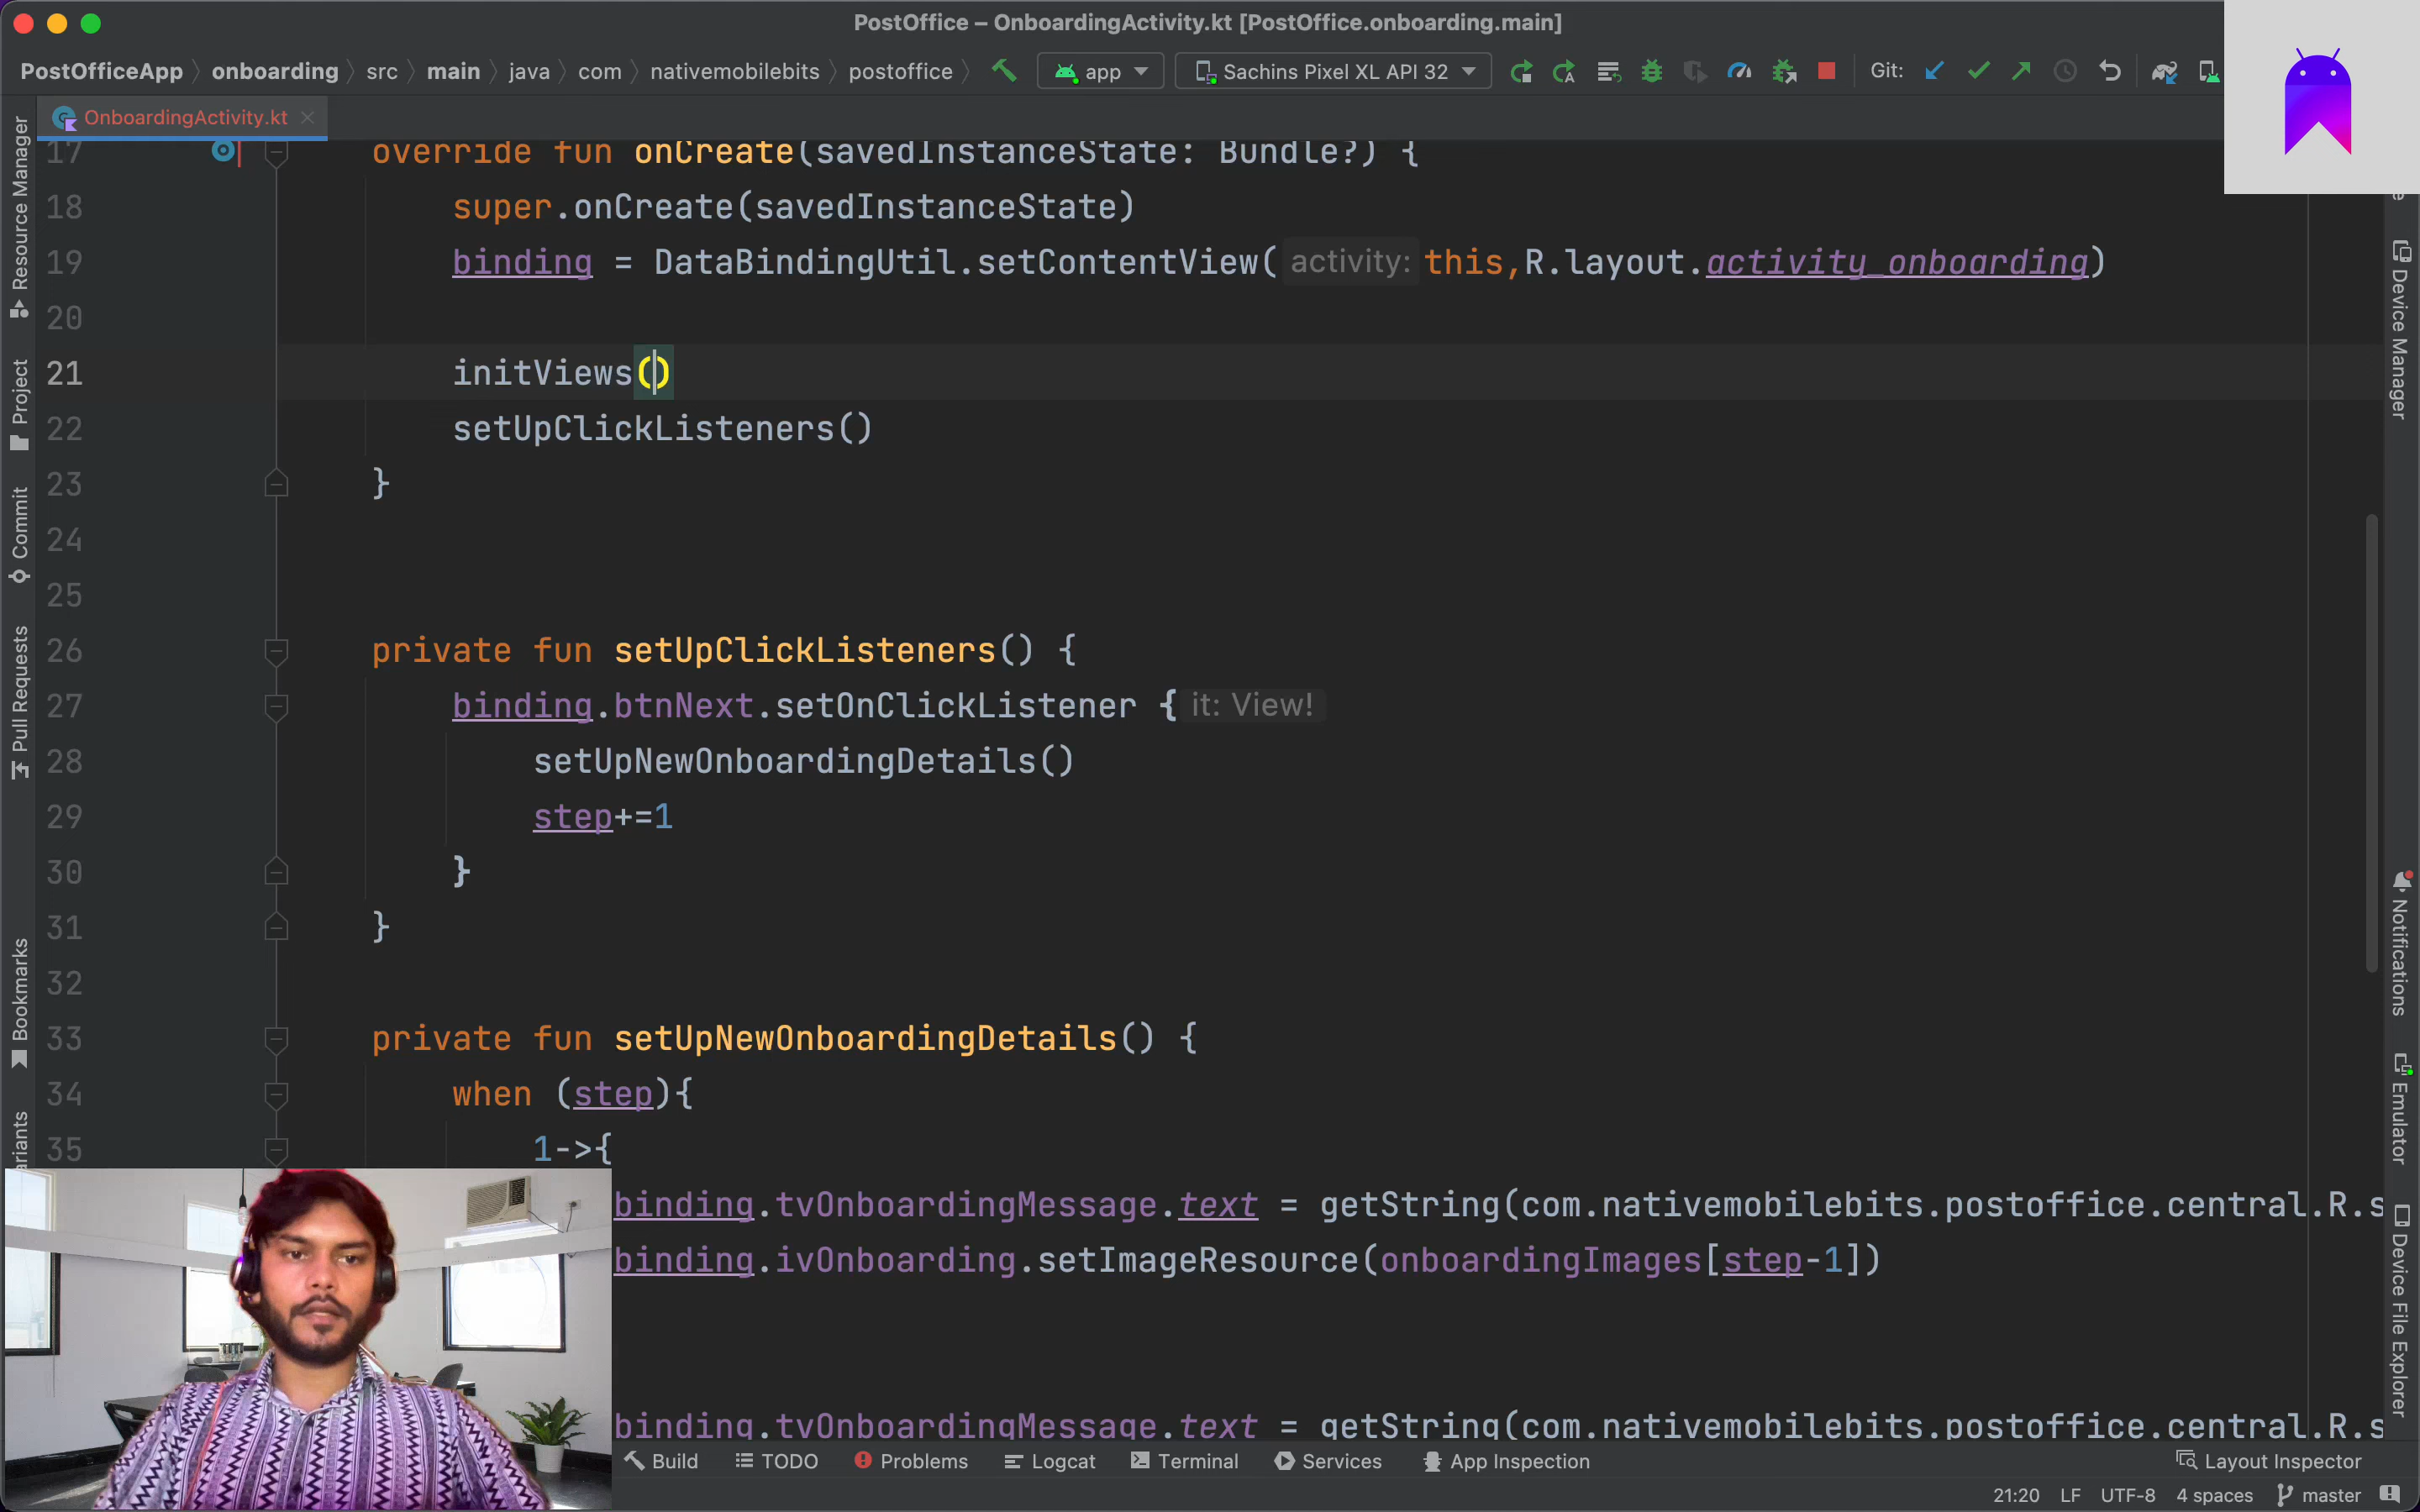 PostOffice – OnboardingActivity.kt [PostOffice.onboarding.main]
PostOfficeApp onboarding src main java com nativemobilebits postoffice app Sachins Pixel XL API 32 Git:
OnboardingActivity.kt
17 override fun onCreate(savedInstanceState: Bundle?) {
18 super.onCreate(savedInstanceState)
19 binding = DataBindingUtil.setContentView( activity: this,R.layout.activity_onboarding)
20
21 initViews()
22 setUpClickListeners()
23 }
24
25
26 private fun setUpClickListeners() {
27 binding.btnNext.setOnClickListener { it: View!
28 setUpNewOnboardingDetails()
29 step+=1
30 }
31 }
32
33 private fun setUpNewOnboardingDetails() {
34 when (step){
35 1->{
binding.tvOnboardingMessage.text = getString(com.nativemobilebits.postoffice.central.R.s
binding.ivOnboarding.setImageResource(onboardingImages[step-1])
binding.tvOnboardingMessage.text = getString(com.nativemobilebits.postoffice.central.R.s
Resource Manager
Project
Commit
Pull Requests
Bookmarks
ariants
Device Manager
Notifications
Emulator
Device File Explorer
Build TODO Problems Logcat Terminal Services App Inspection Layout Inspector
21:20 LF UTF-8 4 spaces master